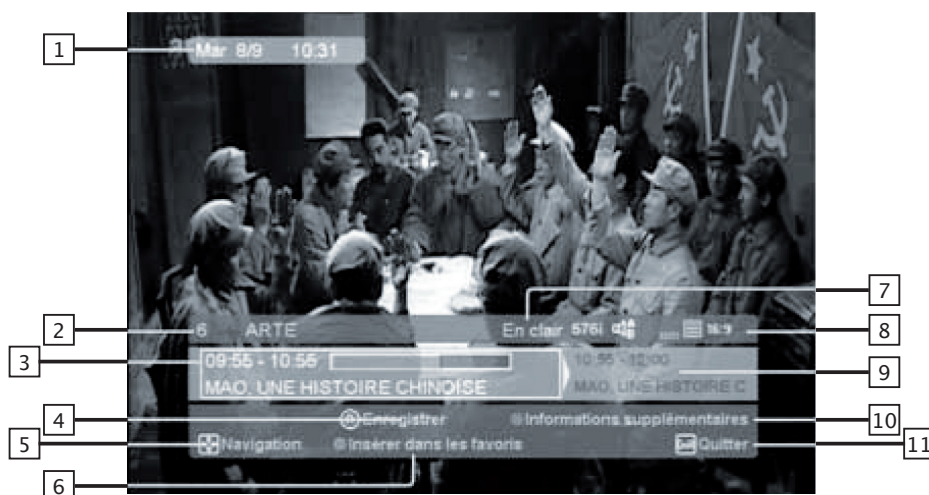 1
Mar 8/9 10:31
2
6 ARTE En clair 576i 16:9
7
8
3
09:55 - 10:55
10:55 - 12:00
9
MAO, UNE HISTOIRE CHINOISE
MAO, UNE HISTOIRE C
4
Enregistrer Informations supplémentaires
10
5
Navigation Insérer dans les favoris Quitter
11
6